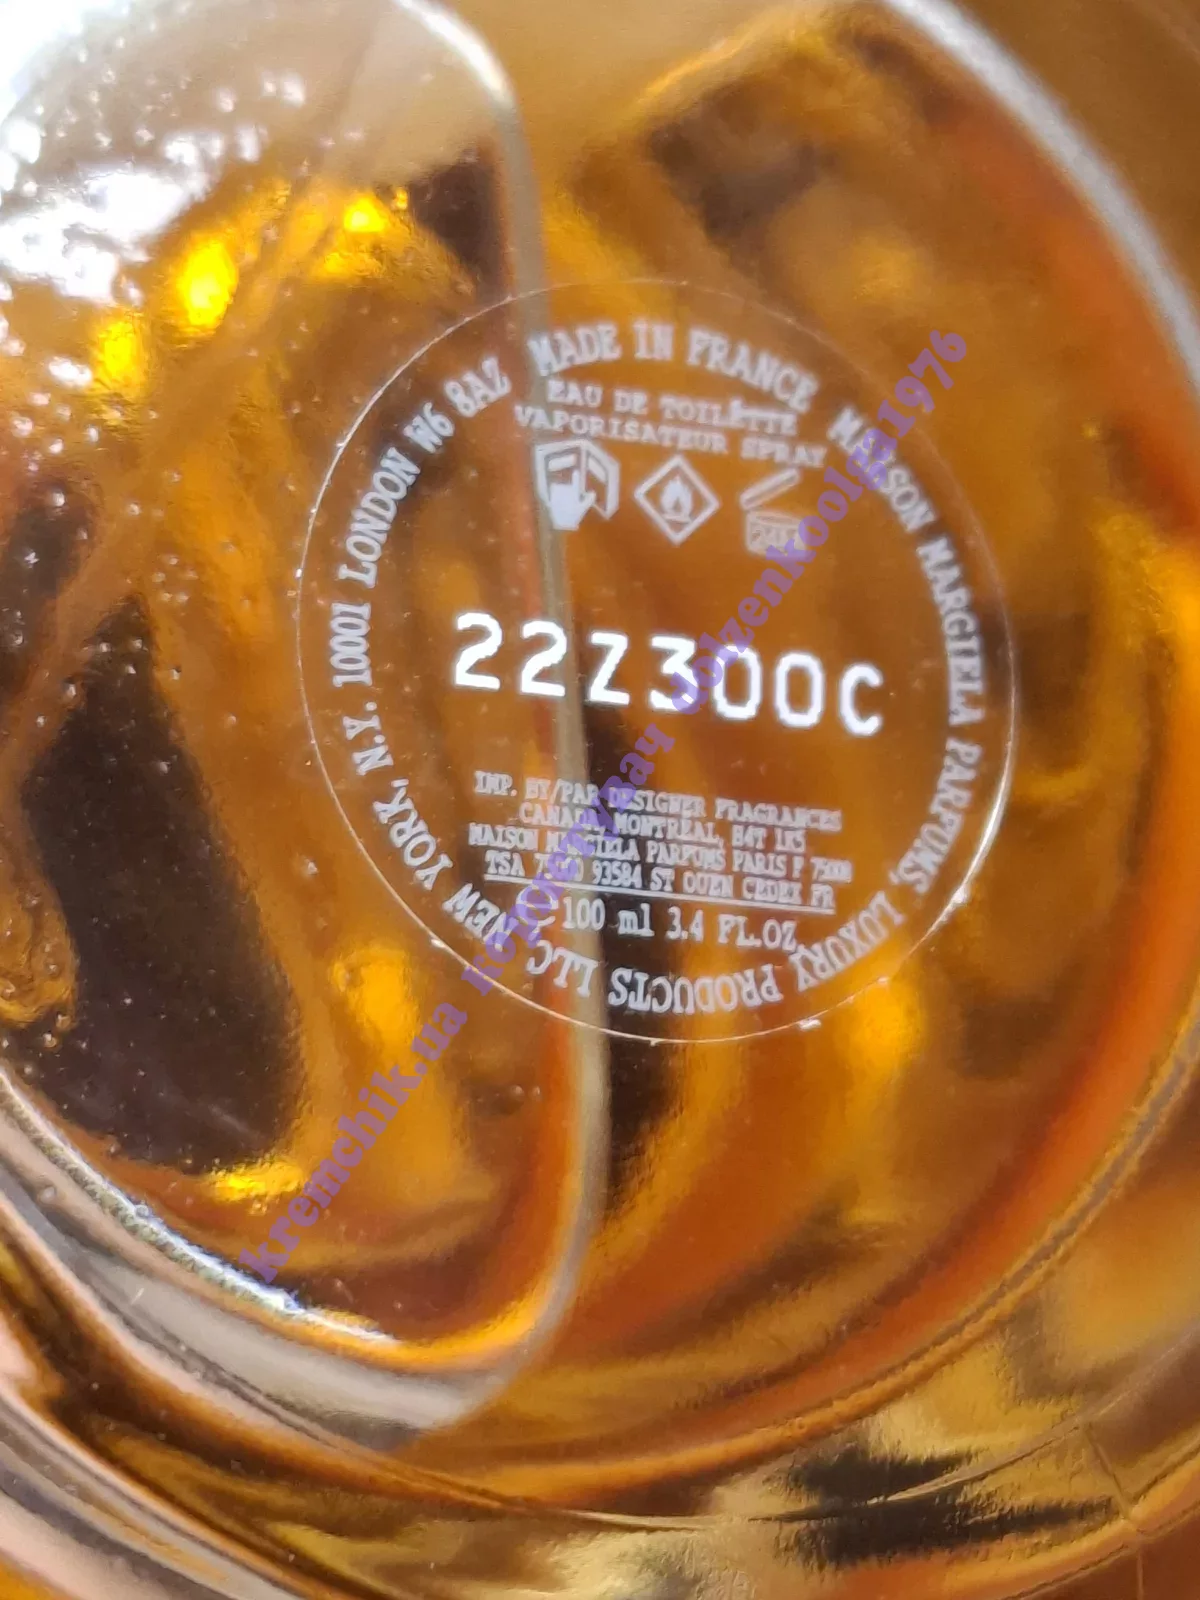 MADE IN FRANCE MAISON MARGIELA PARFUMS, LUXURY PRODUCTS LLC NEW YORK, N.Y. 10001 LONDON W6 8AZ
EAU DE TOILETTE
VAPORISATEUR SPRAY
22Z300C
IMP. BY/PAR DESIGNER FRAGRANCES
CANADA, MONTREAL, H4T 1K5
MAISON MARGIELA PARFUMS PARIS F 75008
TSA 93584 ST OUEN CEDEX FR
e 100 ml 3.4 FL.OZ.
kremchik.ua dolzenkoolga1976